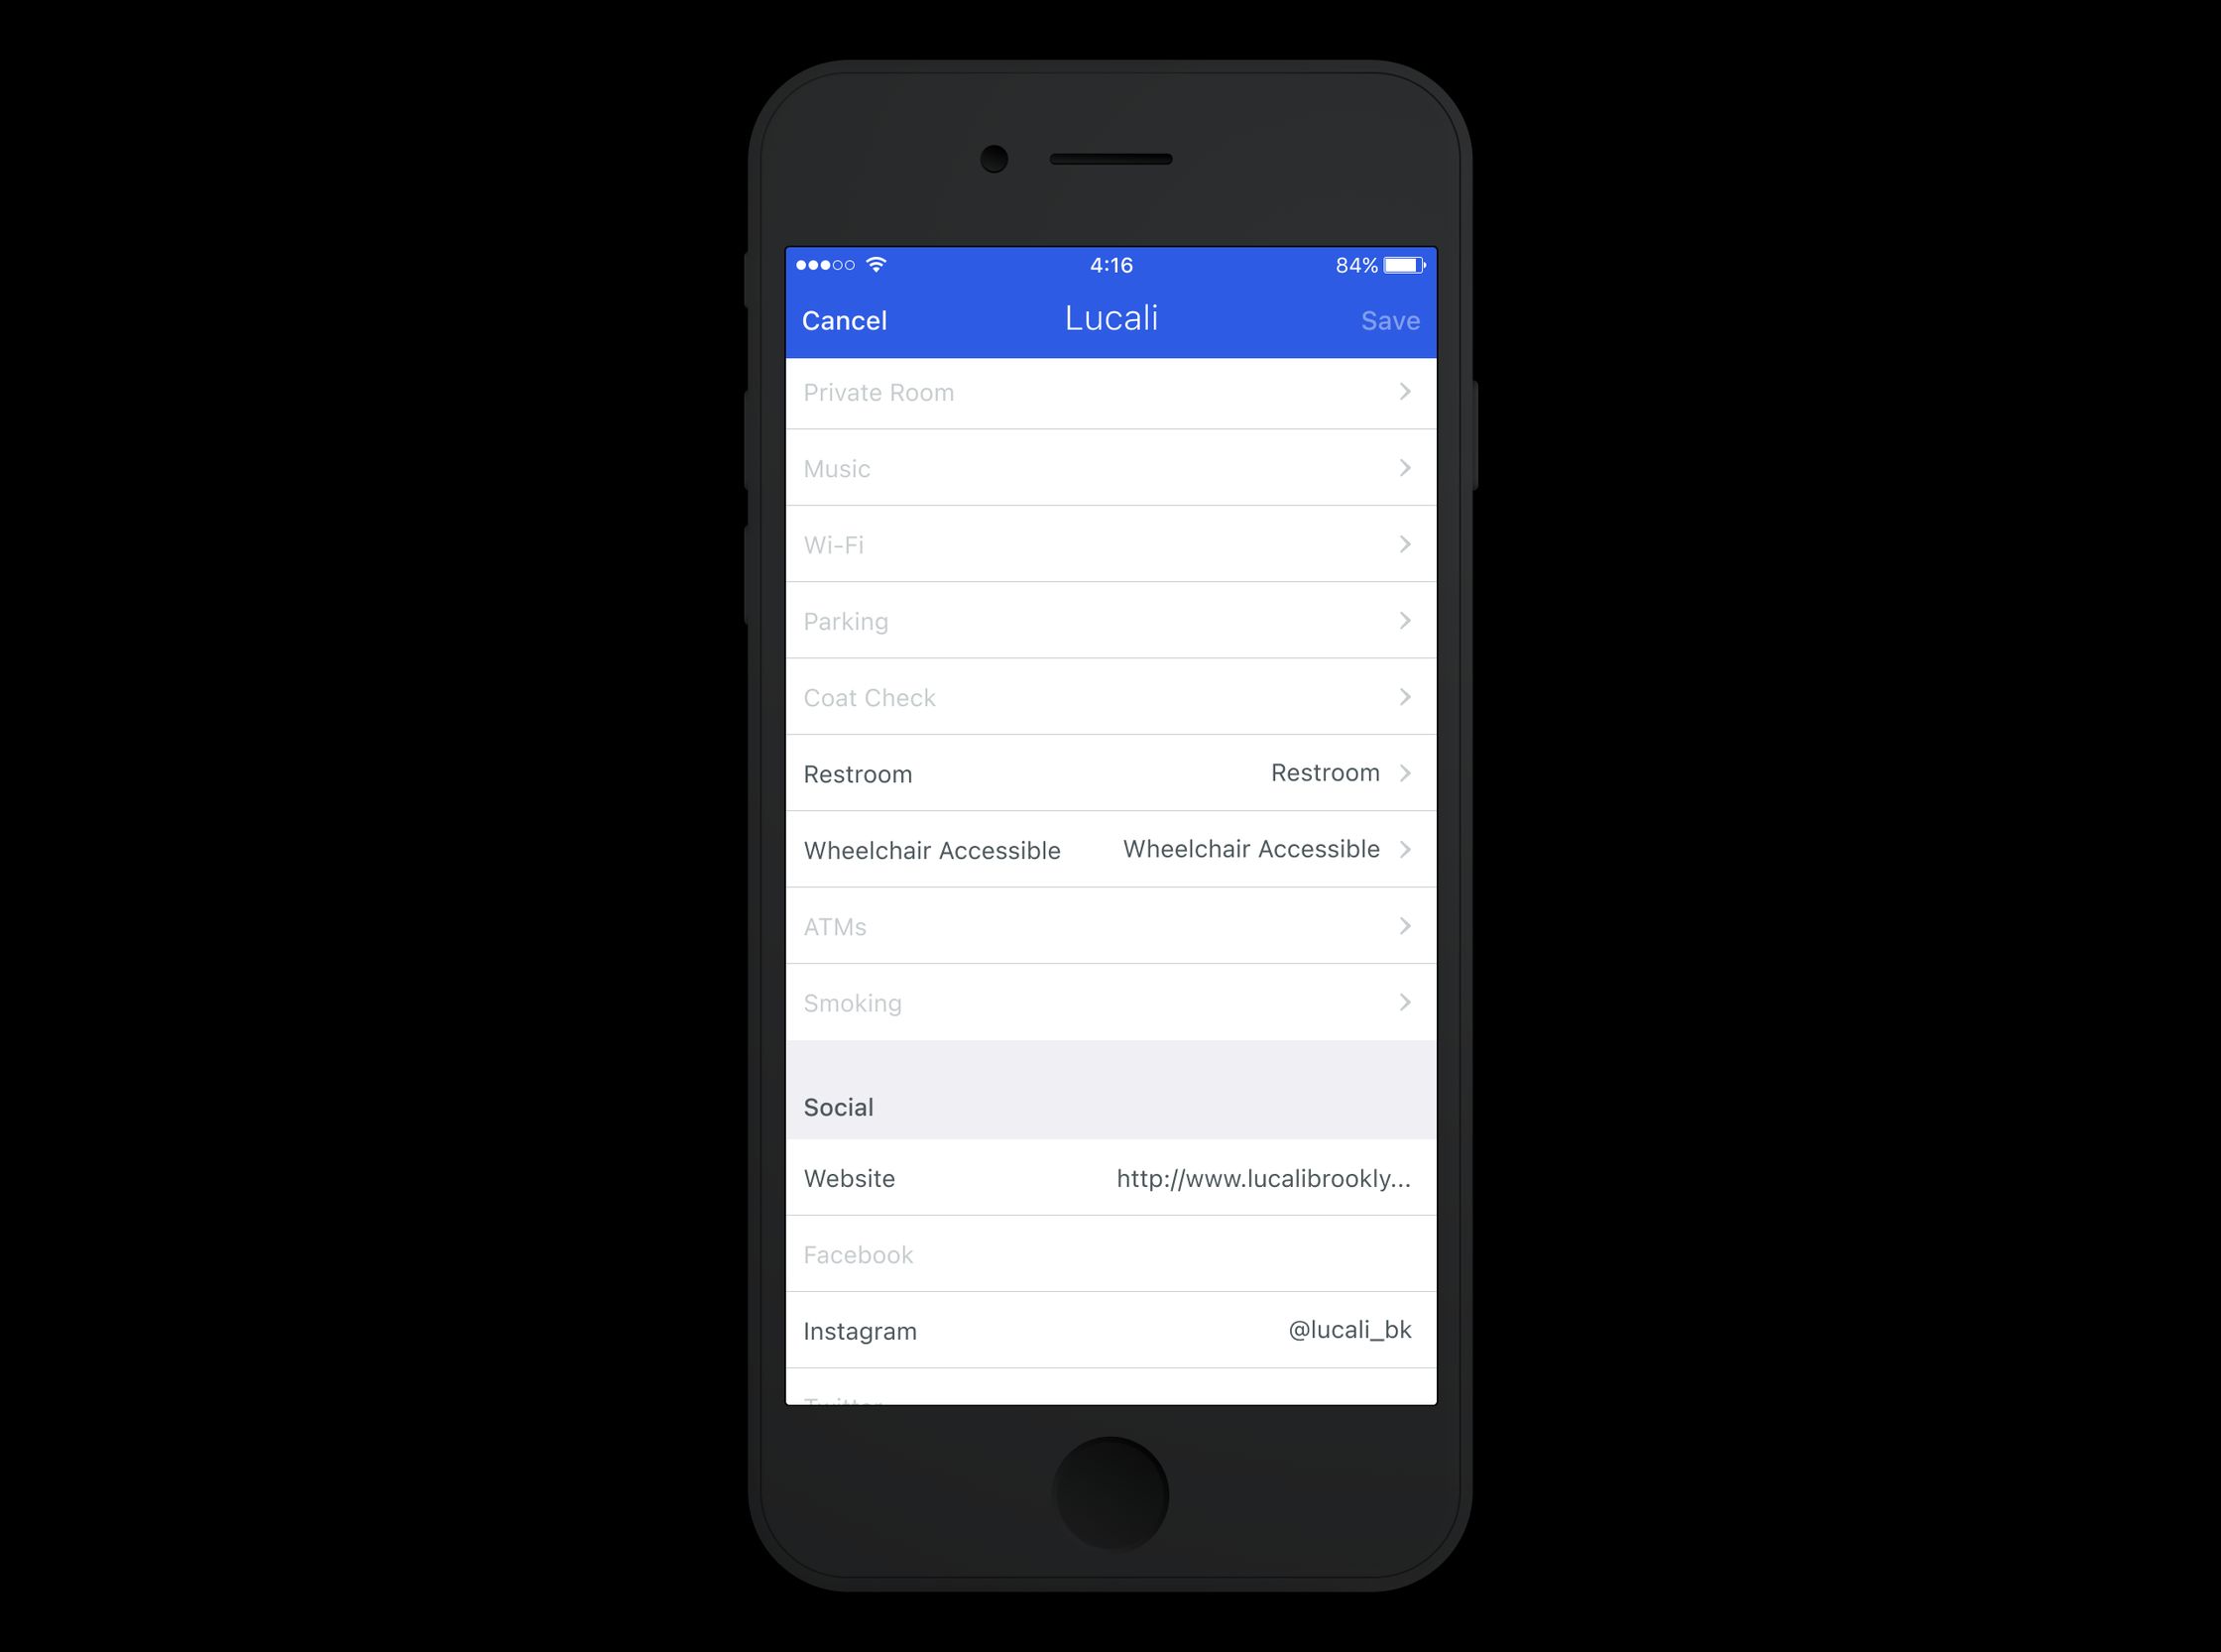 4:16
84%
Cancel
Lucali
Save
Private Room
Music
Wi-Fi
Parking
Coat Check
Restroom Restroom
Wheelchair Accessible Wheelchair Accessible
ATMs
Smoking
Social
Website http://www.lucalibrookly...
Facebook
Instagram @lucali_bk
Twitter